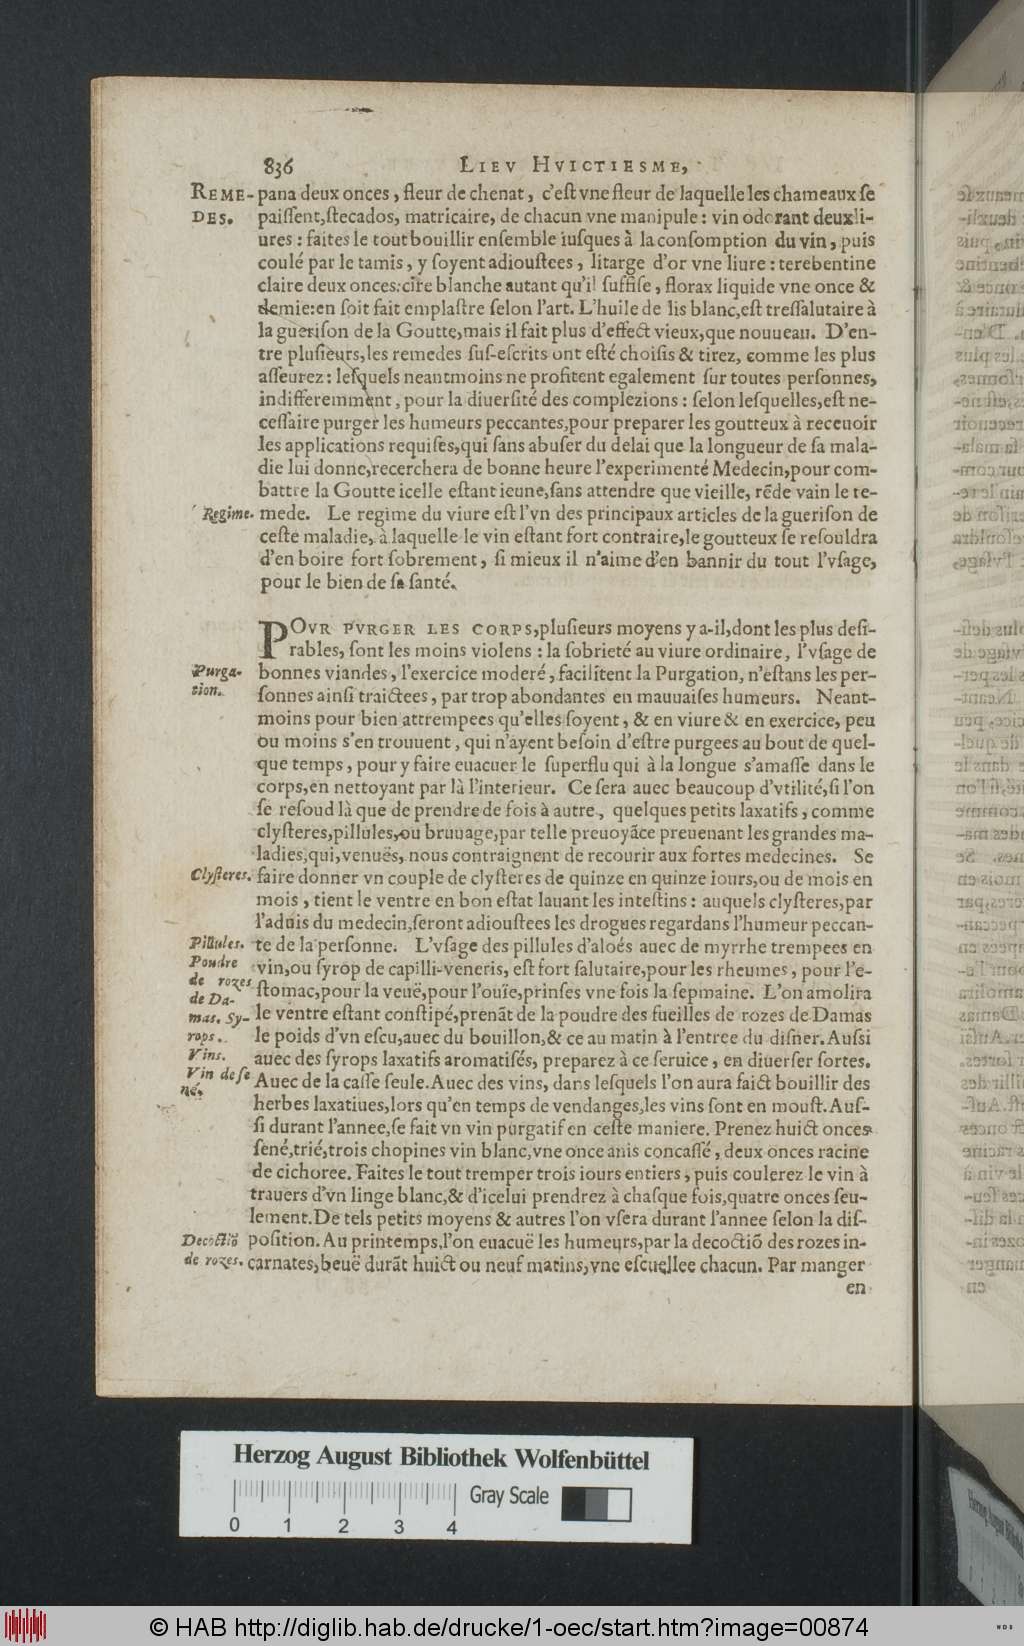 836 LIEV HVICTIESME,
REME- pana deux onces, fleur de chenat, c'eſt vne fleur de laquelle les chameaux ſe
DES. paiſſent, ſtecados, matricaire, de chacun vne manipule: vin odorant deux li-
ures: faites le tout bouillir enſemble iuſques à la conſomption du vin, puis
coulé par le tamis, y ſoyent adiouſtees, litarge d'or vne liure: terebentine
claire deux onces: cire blanche autant qu'il ſuffiſe, ſtorax liquide vne once &
demie: en ſoit fait emplaſtre ſelon l'art. L'huile de lis blanc, eſt treſſalutaire à
la gueriſon de la Goutte, mais il fait plus d'effect vieux, que nouueau. D'en-
tre pluſieurs, les remedes ſuſ-eſcrits ont eſté choiſis & tirez, comme les plus
aſſeurez: leſquels neantmoins ne profitent egalement ſur toutes perſonnes,
indifferemment, pour la diuerſité des complezions: ſelon leſquelles, eſt ne-
ceſſaire purger les humeurs peccantes, pour preparer les goutteux à receuoir
les applications requiſes, qui ſans abuſer du delai que la longueur de ſa mala-
die lui donne, recerchera de bonne heure l'experimenté Medecin, pour com-
battre la Goutte icelle eſtant ieune, ſans attendre que vieille, rẽde vain le re-
Regime. mede. Le regime du viure eſt l'vn des principaux articles de la gueriſon de
ceſte maladie, à laquelle le vin eſtant fort contraire, le goutteux ſe reſouldra
d'en boire fort ſobrement, ſi mieux il n'aime d'en bannir du tout l'vſage,
pour le bien de ſa ſanté.
POVR PVRGER LES CORPS, pluſieurs moyens y a-il, dont les plus deſi-
rables, ſont les moins violens: la ſobrieté au viure ordinaire, l'vſage de
Purga- bonnes viandes, l'exercice moderé, facilitent la Purgation, n'eſtans les per-
tion. ſonnes ainſi traictees, par trop abondantes en mauuaiſes humeurs. Neant-
moins pour bien attrempees qu'elles ſoyent, & en viure & en exercice, peu
ou moins s'en trouuent, qui n'ayent beſoin d'eſtre purgees au bout de quel-
que temps, pour y faire euacuer le ſuperflu qui à la longue s'amaſſe dans le
corps, en nettoyant par là l'interieur. Ce ſera auec beaucoup d'vtilité, ſi l'on
ſe reſoud là que de prendre de fois à autre, quelques petits laxatifs, comme
clyſteres, pillules, ou bruuage, par telle preuoyãce preuenant les grandes ma-
ladies, qui, venuës, nous contraignent de recourir aux fortes medecines. Se
Clyſteres. faire donner vn couple de clyſteres de quinze en quinze iours, ou de mois en
mois, tient le ventre en bon eſtat lauant les inteſtins: auquels clyſteres, par
l'aduis du medecin, ſeront adiouſtees les drogues regardans l'humeur peccan-
Pillules. te de la perſonne. L'vſage des pillules d'aloés auec de myrrhe trempees en
Poudre vin, ou ſyrop de capilli-veneris, eſt fort ſalutaire, pour les rheumes, pour l'e-
de rozes ſtomac, pour la veuë, pour l'ouïe, prinſes vne fois la ſepmaine. L'on amolira
de Da-
mas. Sy- le ventre eſtant conſtipé, prenãt de la poudre des fueilles de rozes de Damas
rops. le poids d'vn eſcu, auec du bouillon, & ce au matin à l'entree du diſner. Auſſi
Vins. auec des ſyrops laxatifs aromatiſés, preparez à ce ſeruice, en diuerſer ſortes.
Vin de ſe Auec de la caſſe ſeule. Auec des vins, dans leſquels l'on aura faict bouillir des
né. herbes laxatiues, lors qu'en temps de vendanges, les vins ſont en mouſt. Auſ-
ſi durant l'annee, ſe fait vn vin purgatif en ceſte maniere. Prenez huict onces
ſené, trié, trois chopines vin blanc, vne once anis concaſſé, deux onces racine
de cichoree. Faites le tout tremper trois iours entiers, puis coulerez le vin à
trauers d'vn linge blanc, & d'icelui prendrez à chaſque fois, quatre onces ſeu-
lement. De tels petits moyens & autres l'on vſera durant l'annee ſelon la diſ-
Decoctiõ poſition. Au printemps, l'on euacuë les humeurs, par la decoctiõ des rozes in-
de rozes. carnates, beuë durãt huict ou neuf matins, vne eſcuellee chacun. Par manger
en
Herzog August Bibliothek Wolfenbüttel
Gray Scale
0 1 2 3 4
© HAB http://diglib.hab.de/drucke/1-oec/start.htm?image=00874